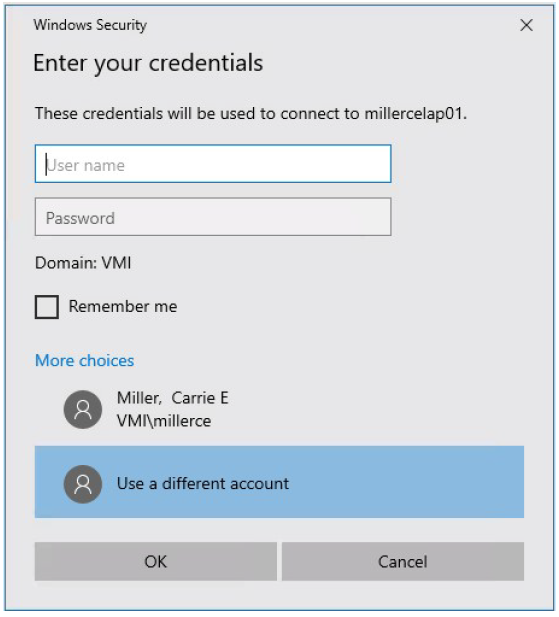 Windows Security
Enter your credentials
These credentials will be used to connect to millercelap01.
User name
Password
Domain: VMI
Remember me
More choices
Miller,  Carrie E
VMI\millerce
Use a different account
OK
Cancel